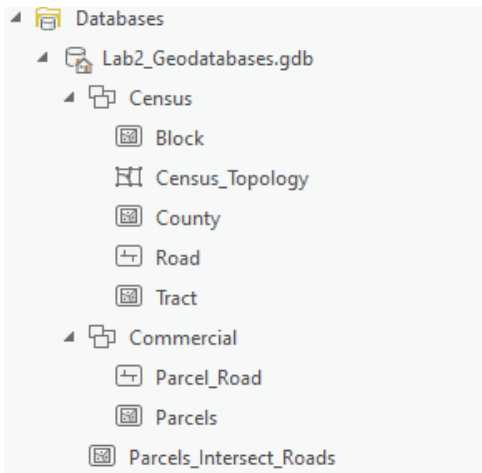 Databases
Lab2_Geodatabases.gdb
Census
Block
Census_Topology
County
Road
Tract
Commercial
Parcel_Road
Parcels
Parcels_Intersect_Roads